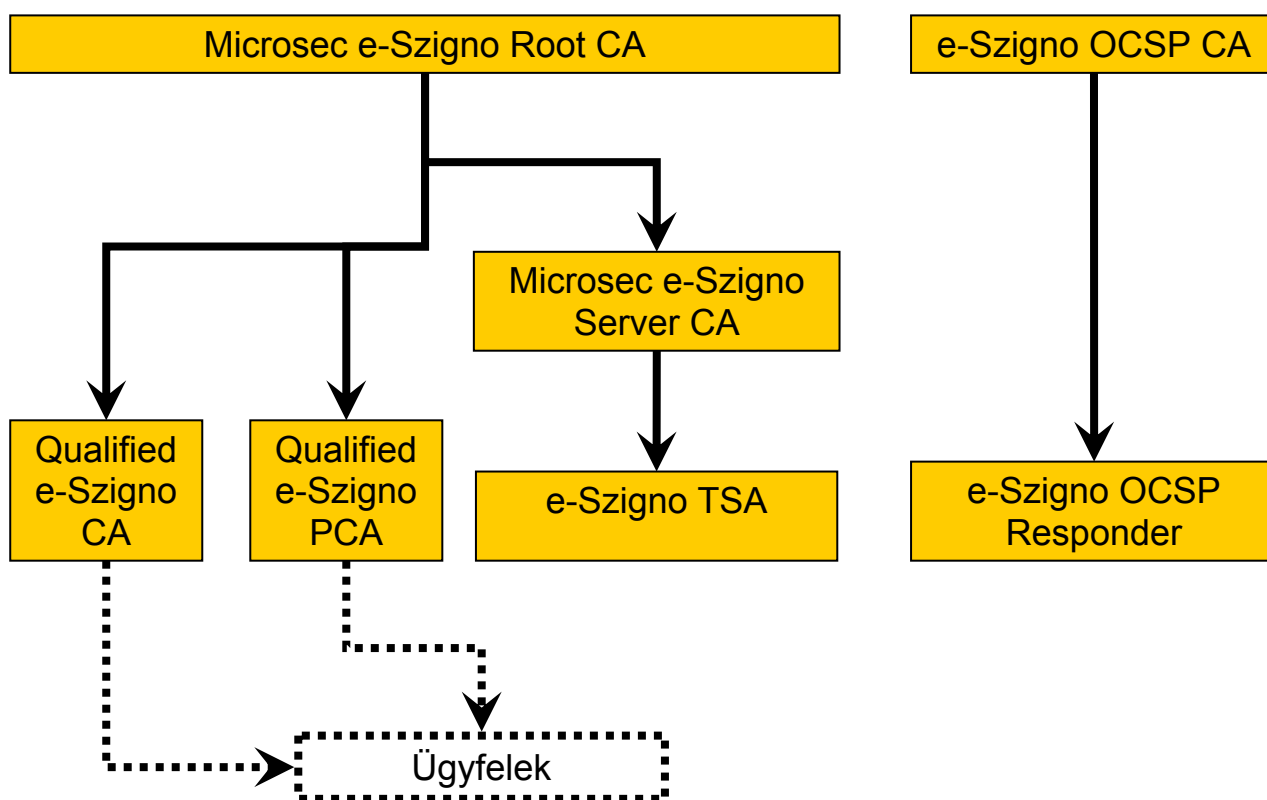 Microsec e-Szigno Root CA
e-Szigno OCSP CA
Microsec e-Szigno
Server CA
Qualified
e-Szigno
CA
Qualified
e-Szigno
PCA
e-Szigno TSA
e-Szigno OCSP
Responder
Ügyfelek